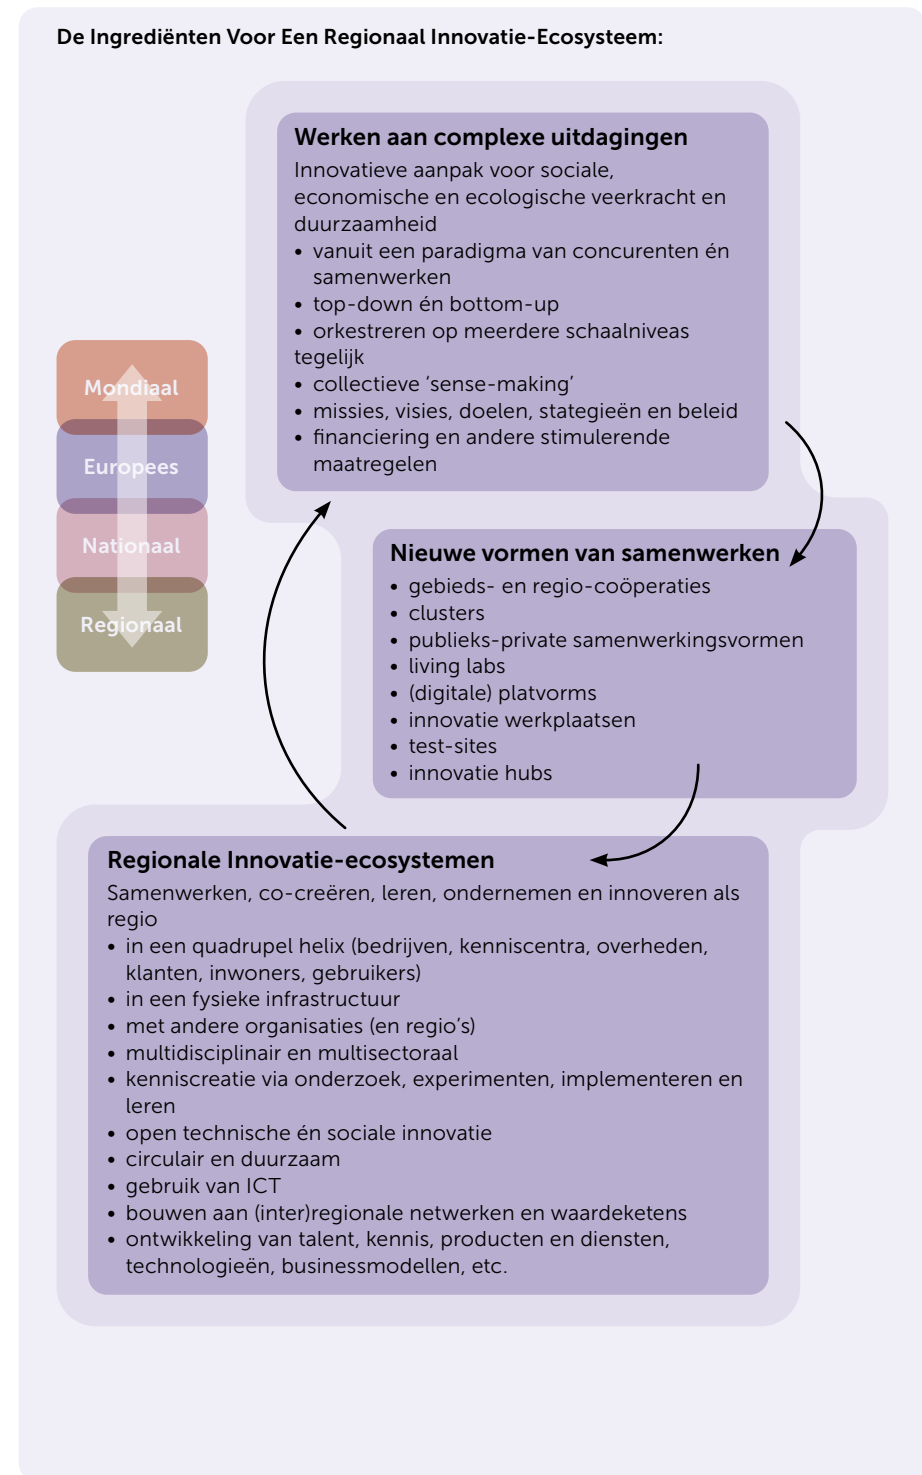 De Ingrediënten Voor Een Regionaal Innovatie-Ecosysteem:
Werken aan complexe uitdagingen
Innovatieve aanpak voor sociale,
economische en ecologische veerkracht en
duurzaamheid
• vanuit een paradigma van concurenten én
samenwerken
• top-down én bottom-up
• orkestreren op meerdere schaalniveas
tegelijk
• collectieve ‘sense-making’
• missies, visies, doelen, stategieën en beleid
• financiering en andere stimulerende
maatregelen
Mondiaal
Europees
Nationaal
Regionaal
Nieuwe vormen van samenwerken
• gebieds- en regio-coöperaties
• clusters
• publieks-private samenwerkingsvormen
• living labs
• (digitale) platvorms
• innovatie werkplaatsen
• test-sites
• innovatie hubs
Regionale Innovatie-ecosystemen
Samenwerken, co-creëren, leren, ondernemen en innoveren als
regio
• in een quadrupel helix (bedrijven, kenniscentra, overheden,
klanten, inwoners, gebruikers)
• in een fysieke infrastructuur
• met andere organisaties (en regio’s)
• multidisciplinair en multisectoraal
• kenniscreatie via onderzoek, experimenten, implementeren en
leren
• open technische én sociale innovatie
• circulair en duurzaam
• gebruik van ICT
• bouwen aan (inter)regionale netwerken en waardeketens
• ontwikkeling van talent, kennis, producten en diensten,
technologieën, businessmodellen, etc.